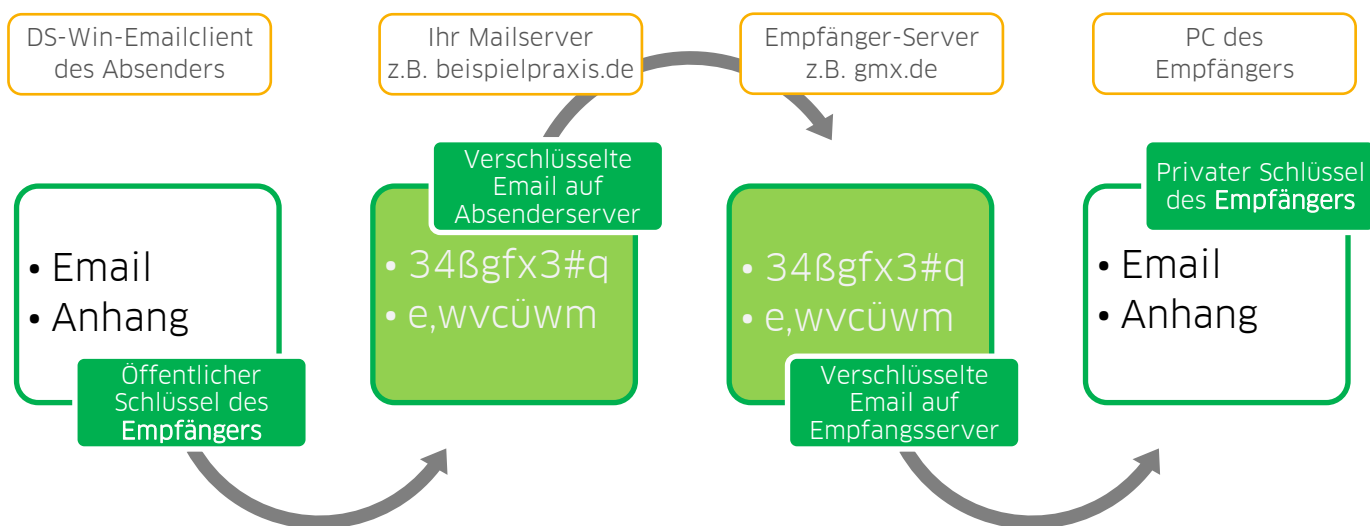 DS-Win-Emailclient
des Absenders
Ihr Mailserver
z.B. beispielpraxis.de
Empfänger-Server
z.B. gmx.de
PC des
Empfängers
• Email
• Anhang
Öffentlicher
Schlüssel des
Empfängers
Verschlüsselte
Email auf
Absenderserver
• 34ßgfx3#q
• e,wvcüwm
• 34ßgfx3#q
• e,wvcüwm
Verschlüsselte
Email auf
Empfangsserver
Privater Schlüssel
des Empfängers
• Email
• Anhang